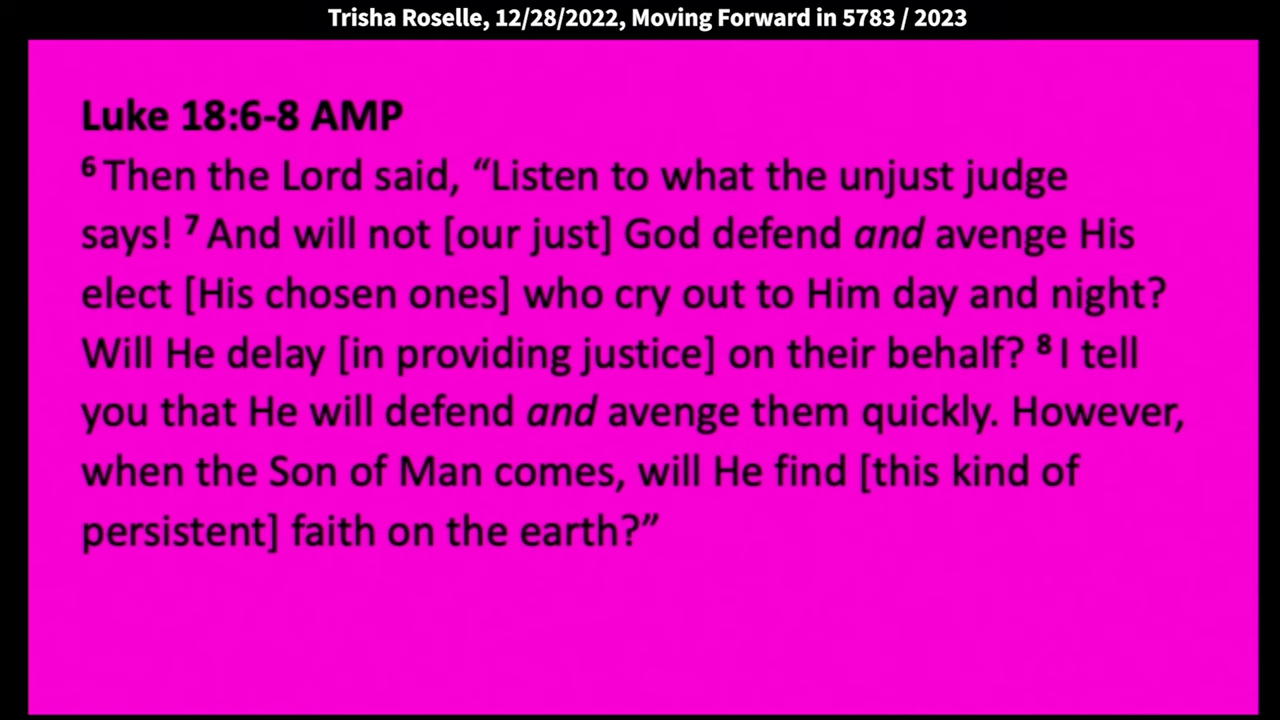 Trisha Roselle, 12/28/2022, Moving Forward in 5783 / 2023
Luke 18:6-8 AMP
6 Then the Lord said, “Listen to what the unjust judge
says! 7 And will not [our just] God defend and avenge His
elect [His chosen ones] who cry out to Him day and night?
Will He delay [in providing justice] on their behalf? 8 I tell
you that He will defend and avenge them quickly. However,
when the Son of Man comes, will He find [this kind of
persistent] faith on the earth?”